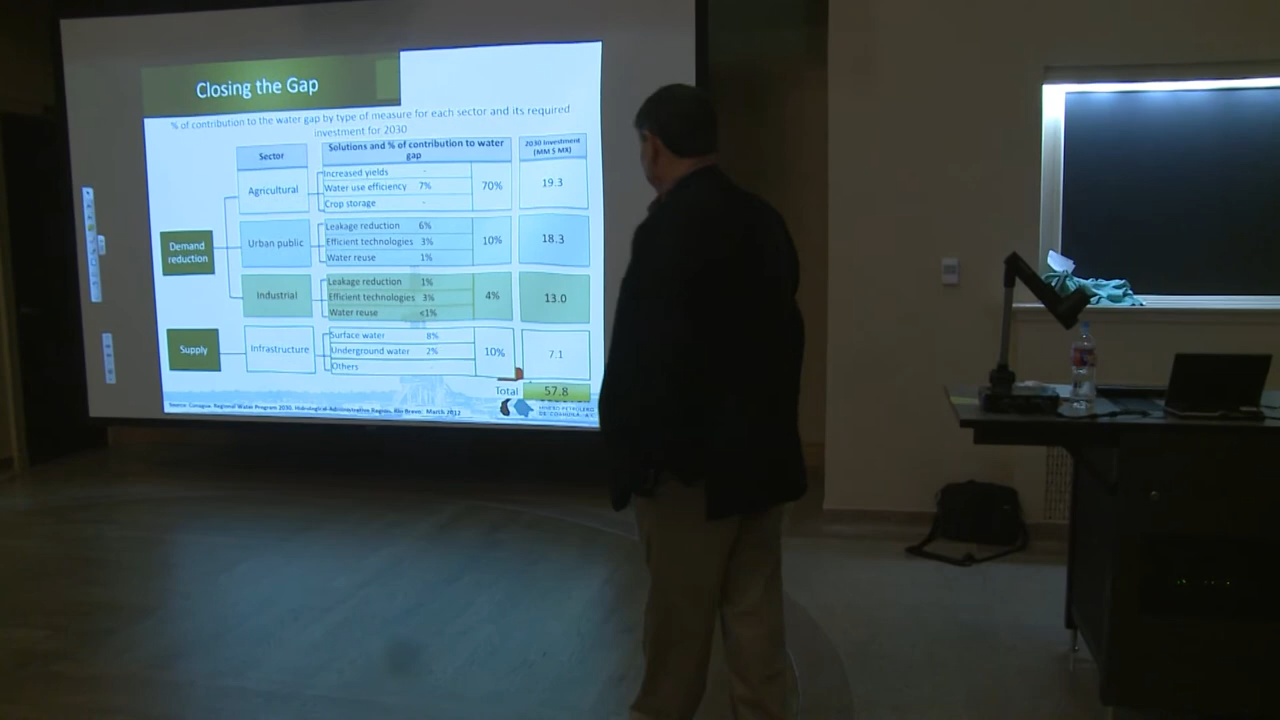 Closing the Gap
% of contribution to the water gap by type of measure for each sector and its required
investment for 2030
Sector
Solutions and % of contribution to water
gap
2030 Investment
(MM $ MX)
Agricultural
Increased yields -
Water use efficiency 7%
Crop storage -
70%
19.3
Demand
reduction
Urban public
Leakage reduction 6%
Efficient technologies 3%
Water reuse 1%
10%
18.3
Industrial
Leakage reduction 1%
Efficient technologies 3%
Water reuse <1%
4%
13.0
Supply
Infrastructure
Surface water 8%
Underground water 2%
Others -
10%
7.1
Total 57.8
Source: Conagua. Regional Water Program 2030. Hidrological-Administrative Region, Rio Bravo. March 2012
MINERO PETROLERO
DE COAHUILA, A.C.